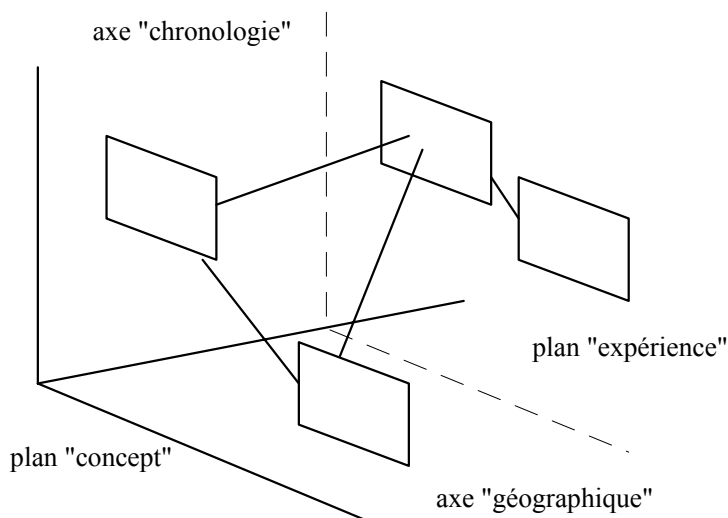 axe "chronologie"
plan "expérience"
plan "concept"
axe "géographique"